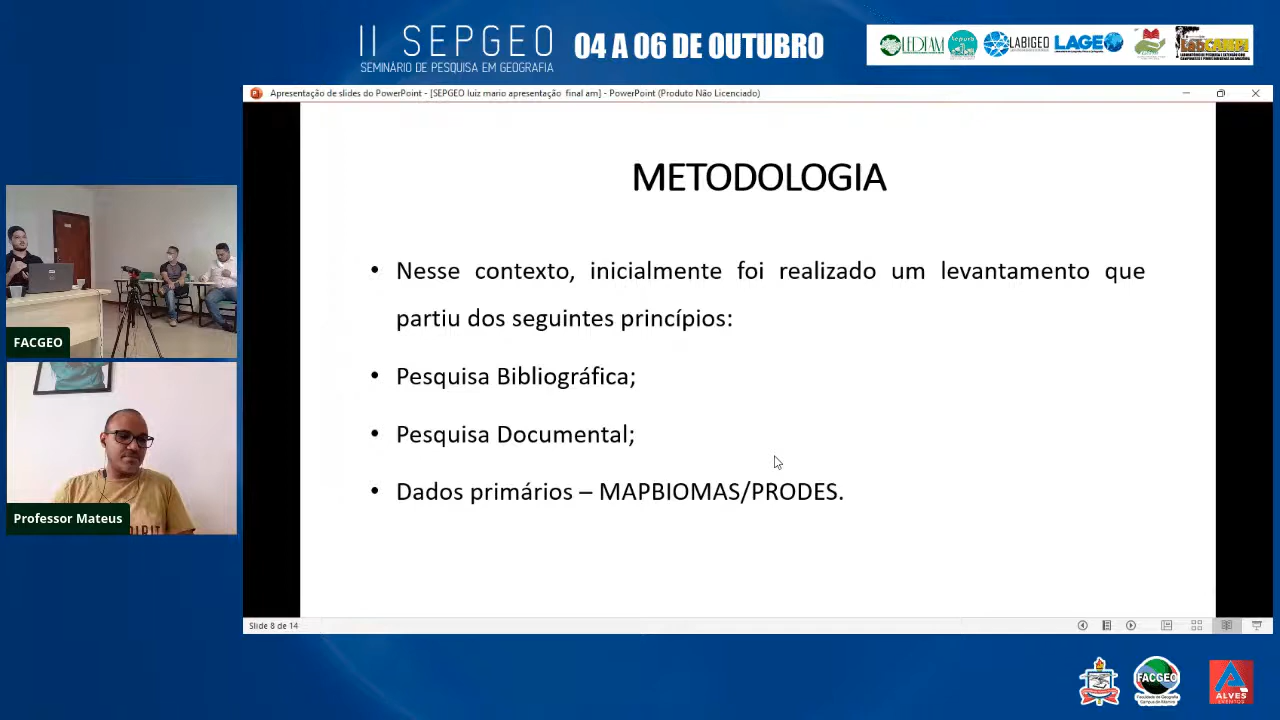 II SEPGEO
SEMINÁRIO DE PESQUISA EM GEOGRAFIA
04 A 06 DE OUTUBRO
LEDTAM
LABIGEO
LAGEO
Apresentação de slides do PowerPoint - [SEPGEO luiz mario apresentação final am] - PowerPoint (Produto Não Licenciado)
METODOLOGIA
• Nesse contexto, inicialmente foi realizado um levantamento que
partiu dos seguintes princípios:
• Pesquisa Bibliográfica;
• Pesquisa Documental;
• Dados primários – MAPBIOMAS/PRODES.
FACGEO
Professor Mateus
Slide 8 de 14
FACGEO
ALVES
EVENTOS